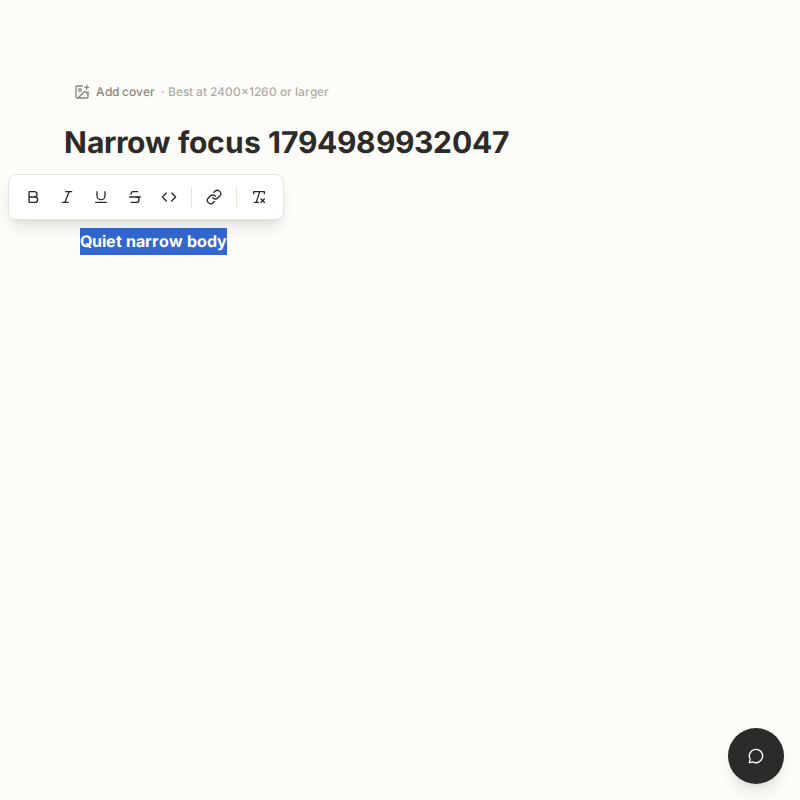 Add cover · Best at 2400×1260 or larger
Narrow focus 1794989932047
Quiet narrow body